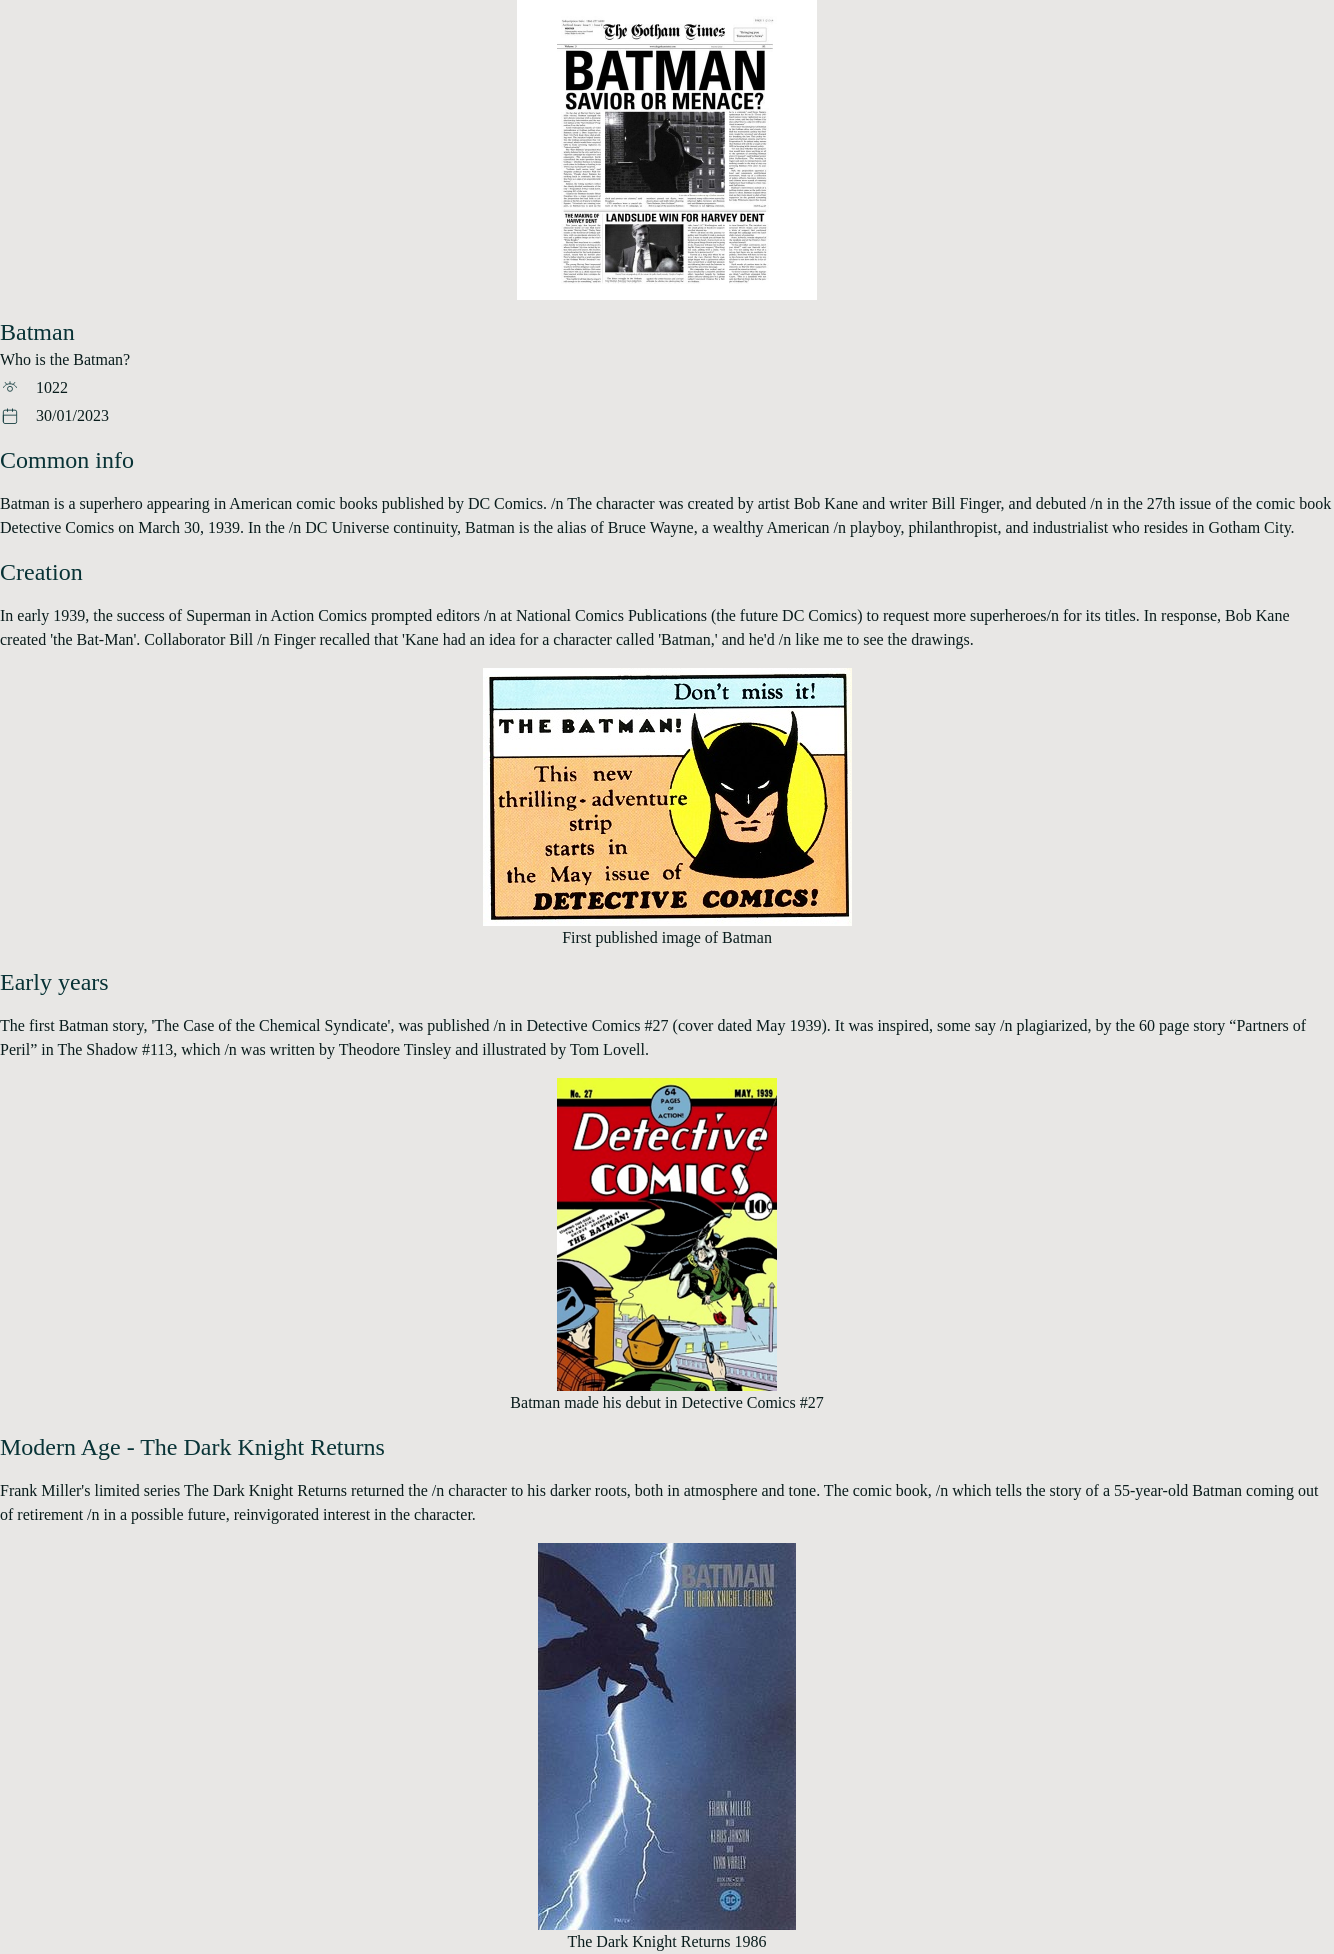 The Gotham Times
BATMAN
SAVIOR OR MENACE?
THE MAKING OF
HARVEY DENT
LANDSLIDE WIN FOR HARVEY DENT
Batman
Who is the Batman?
1022
30/01/2023
Common info
Batman is a superhero appearing in American comic books published by DC Comics. /n The character was created by artist Bob Kane and writer Bill Finger, and debuted /n in the 27th issue of the comic book
Detective Comics on March 30, 1939. In the /n DC Universe continuity, Batman is the alias of Bruce Wayne, a wealthy American /n playboy, philanthropist, and industrialist who resides in Gotham City.
Creation
In early 1939, the success of Superman in Action Comics prompted editors /n at National Comics Publications (the future DC Comics) to request more superheroes/n for its titles. In response, Bob Kane
created 'the Bat-Man'. Collaborator Bill /n Finger recalled that 'Kane had an idea for a character called 'Batman,' and he'd /n like me to see the drawings.
Don't miss it!
THE BATMAN!
This new
thrilling-adventure
strip
starts in
the May issue of
DETECTIVE COMICS!
First published image of Batman
Early years
The first Batman story, 'The Case of the Chemical Syndicate', was published /n in Detective Comics #27 (cover dated May 1939). It was inspired, some say /n plagiarized, by the 60 page story “Partners of
Peril” in The Shadow #113, which /n was written by Theodore Tinsley and illustrated by Tom Lovell.
No. 27
64
PAGES
OF
ACTION!
MAY, 1939
Detective
COMICS
10¢
THE BATMAN!
Batman made his debut in Detective Comics #27
Modern Age - The Dark Knight Returns
Frank Miller's limited series The Dark Knight Returns returned the /n character to his darker roots, both in atmosphere and tone. The comic book, /n which tells the story of a 55-year-old Batman coming out
of retirement /n in a possible future, reinvigorated interest in the character.
BATMAN
THE DARK KNIGHT RETURNS
BY
FRANK MILLER
WITH
KLAUS JANSON
AND
LYNN VARLEY
DC
The Dark Knight Returns 1986